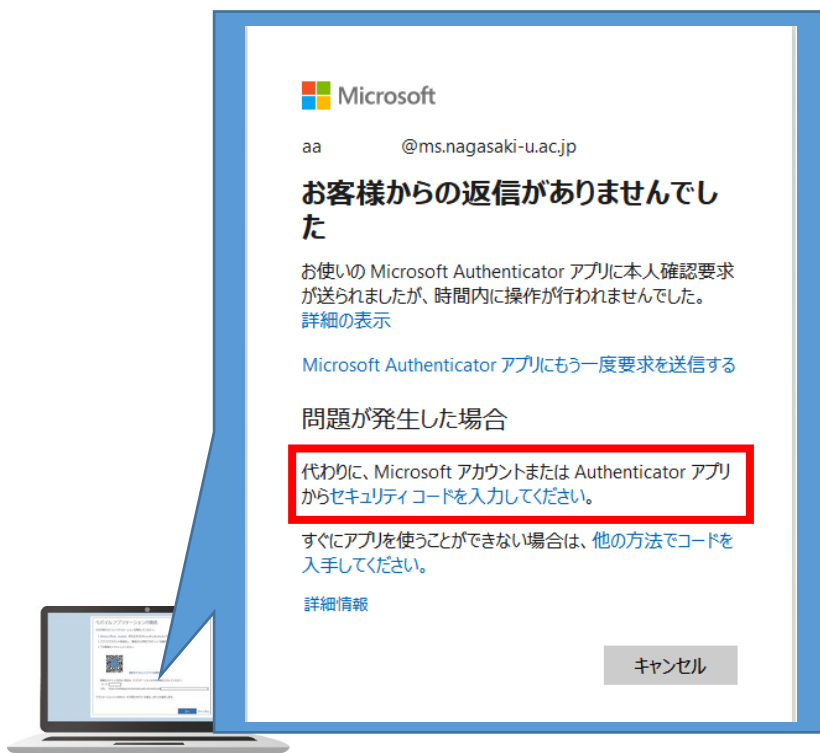 Microsoft
aa @ms.nagasaki-u.ac.jp
お客様からの返信がありませんでし
た
お使いの Microsoft Authenticator アプリに本人確認要求
が送られましたが、時間内に操作が行われませんでした。
詳細の表示
Microsoft Authenticator アプリにもう一度要求を送信する
問題が発生した場合
代わりに、Microsoft アカウントまたは Authenticator アプリ
からセキュリティ コードを入力してください。
すぐにアプリを使うことができない場合は、他の方法でコードを
入手してください。
詳細情報
キャンセル